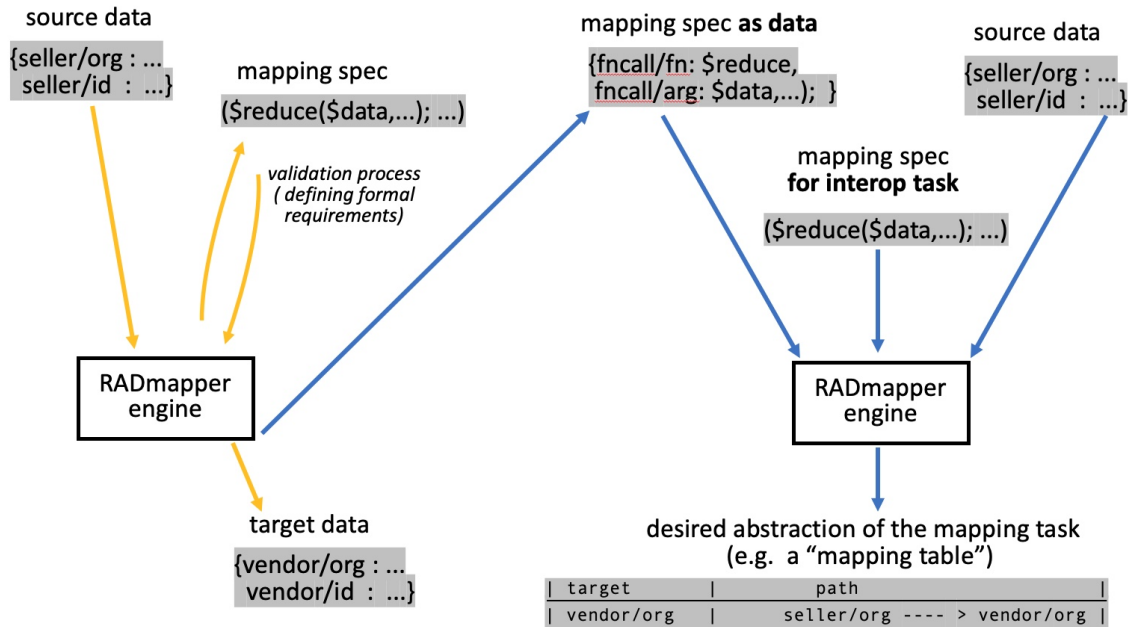 source data
{seller/org : ...
seller/id : ...}
mapping spec
($reduce($data,...); ...)
validation process
( defining formal
requirements)
RADmapper
engine
target data
{vendor/org : ...
vendor/id : ...}
mapping spec as data
{fncall/fn: $reduce,
fncall/arg: $data,...); }
source data
{seller/org : ...
seller/id : ...}
mapping spec
for interop task
($reduce($data,...); ...)
RADmapper
engine
desired abstraction of the mapping task
(e.g. a “mapping table”)
| target | path |
| vendor/org | seller/org ---- > vendor/org |